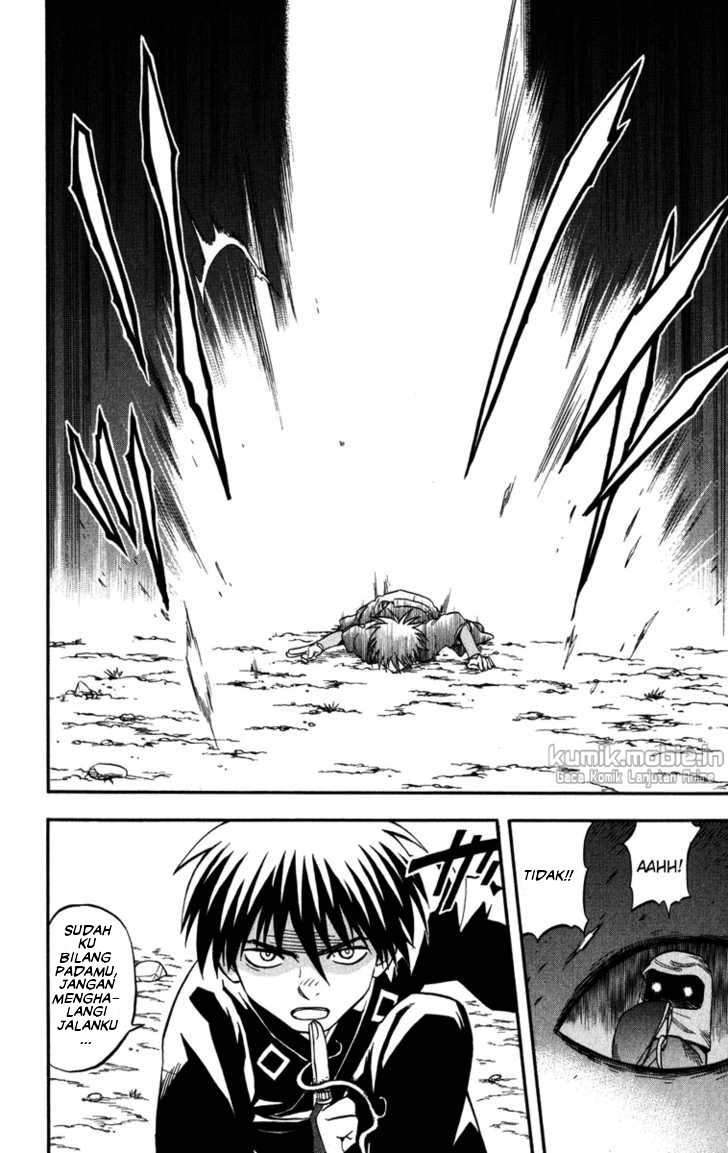 kumik.mobie.in
Baca Komik Lanjutan Anime
AAHH!
TIDAK!!
SUDAH
KU
BILANG
PADAMU,
JANGAN
MENGHA-
LANGI
JALANKU
...